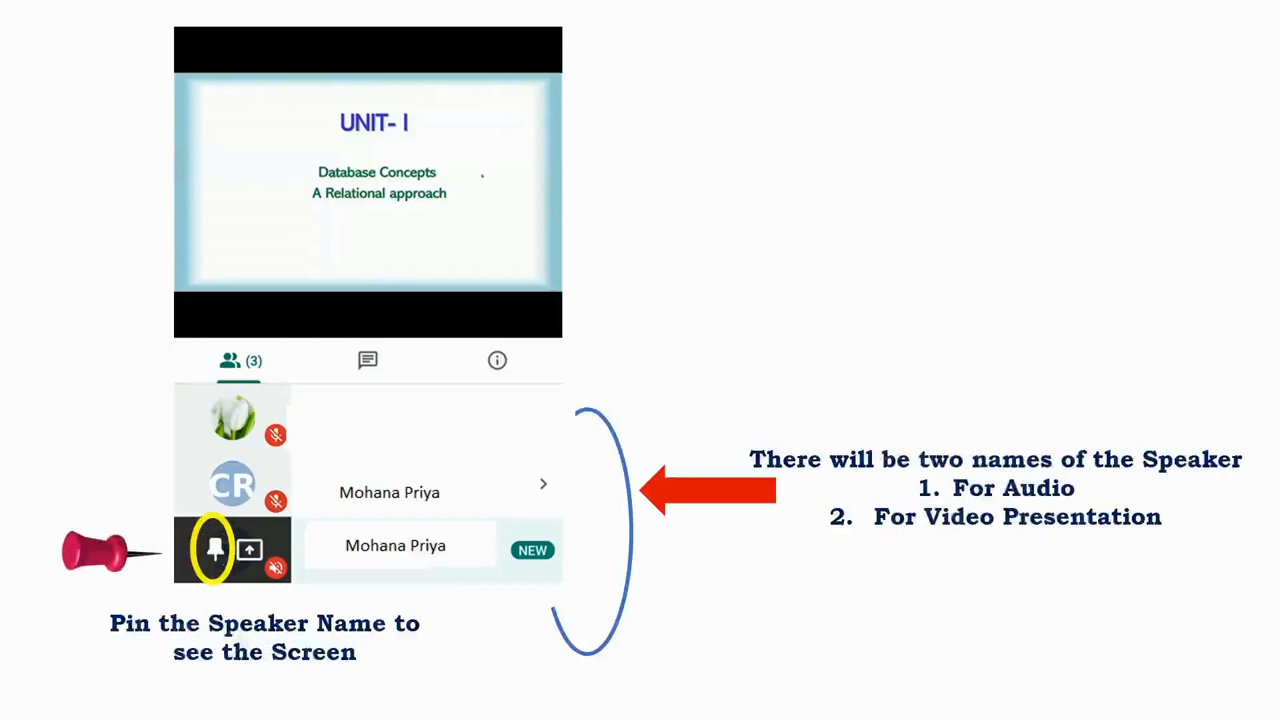 UNIT- I
Database Concepts
A Relational approach
(3)
CR
Mohana Priya
Mohana Priya
NEW
There will be two names of the Speaker
1. For Audio
2. For Video Presentation
Pin the Speaker Name to
see the Screen